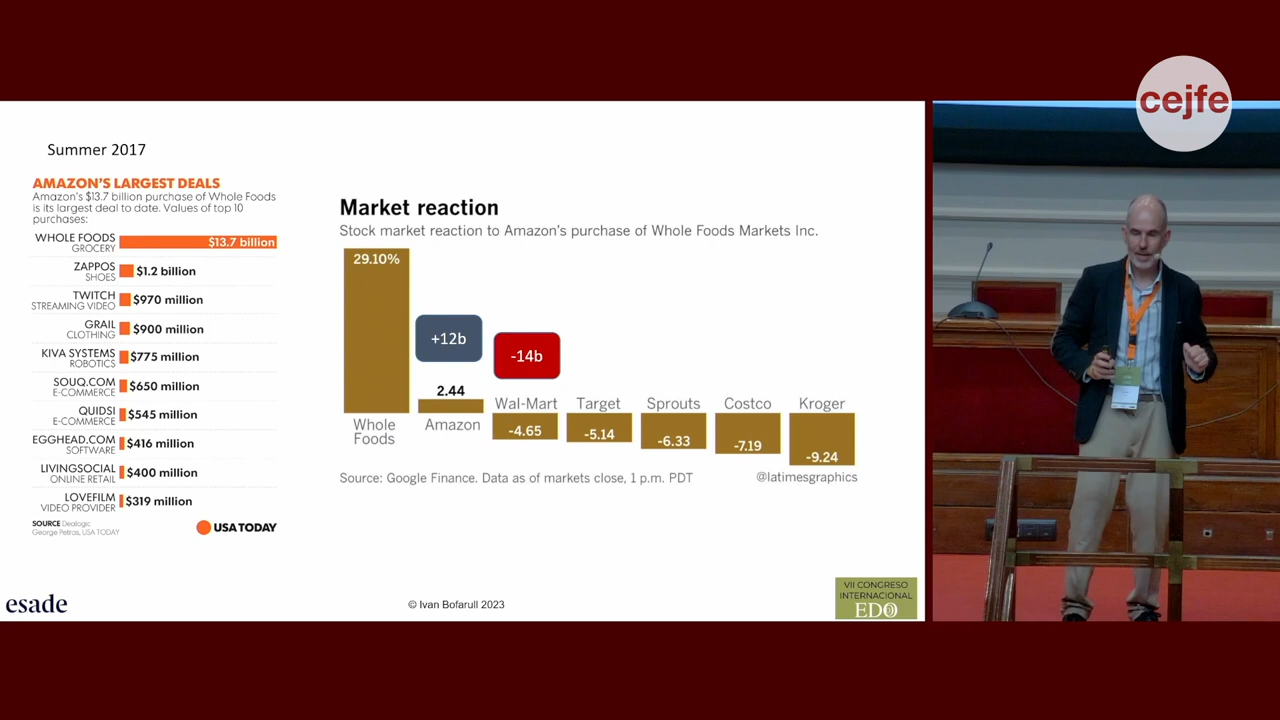 cejfe
Summer 2017
AMAZON'S LARGEST DEALS
Amazon's $13.7 billion purchase of Whole Foods
is its largest deal to date. Values of top 10
purchases:
WHOLE FOODS
GROCERY
$13.7 billion
ZAPPOS
SHOES
$1.2 billion
TWITCH
STREAMING VIDEO
$970 million
GRAIL
CLOTHING
$900 million
KIVA SYSTEMS
ROBOTICS
$775 million
SOUQ.COM
E-COMMERCE
$650 million
QUIDSI
E-COMMERCE
$545 million
EGGHEAD.COM
SOFTWARE
$416 million
LIVINGSOCIAL
ONLINE RETAIL
$400 million
LOVEFILM
VIDEO PROVIDER
$319 million
SOURCE Dealogic
George Petras, USA TODAY
USA TODAY
Market reaction
Stock market reaction to Amazon's purchase of Whole Foods Markets Inc.
29.10%
+12b
-14b
2.44
Wal-Mart Target Sprouts Costco Kroger
Whole
Foods
Amazon
-4.65
-5.14
-6.33
-7.19
-9.24
Source: Google Finance. Data as of markets close, 1 p.m. PDT
@latimesgraphics
esade
© Ivan Bofarull 2023
VII CONGRESO
INTERNACIONAL
EDO